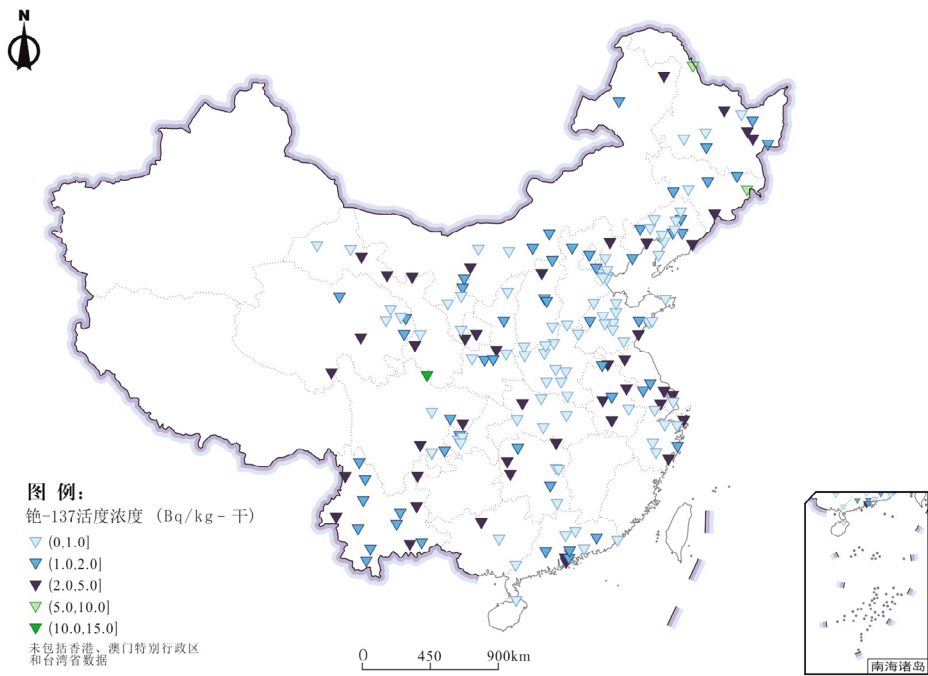 N
图 例：
铯-137活度浓度 (Bq/kg－干)
(0,1.0]
(1.0,2.0]
(2.0,5.0]
(5.0,10.0]
(10.0,15.0]
未包括香港、澳门特别行政区
和台湾省数据
0 450 900km
南海诸岛